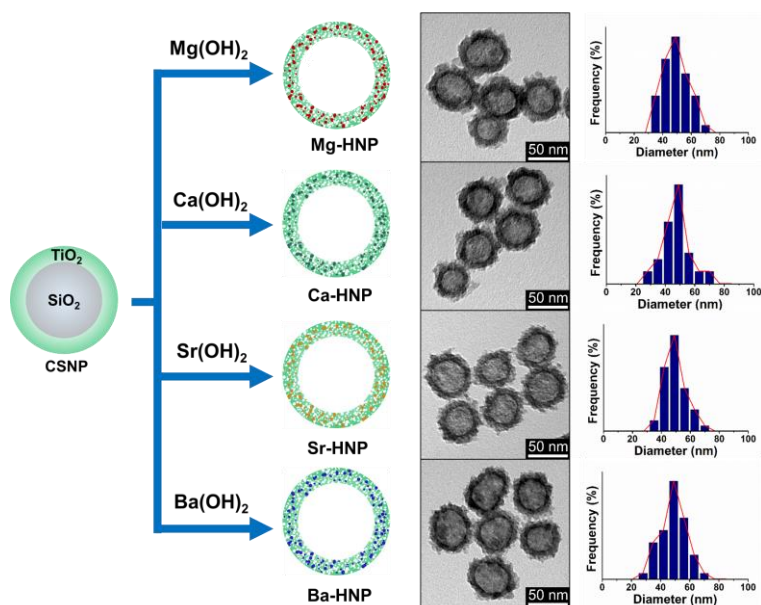 TiO2
SiO2
CSNP
Mg(OH)2
Mg-HNP
50 nm
Frequency (%)
0 20 40 60 80 100
Diameter (nm)
Ca(OH)2
Ca-HNP
50 nm
Frequency (%)
0 20 40 60 80 100
Diameter (nm)
Sr(OH)2
Sr-HNP
50 nm
Frequency (%)
0 20 40 60 80 100
Diameter (nm)
Ba(OH)2
Ba-HNP
50 nm
Frequency (%)
0 20 40 60 80 100
Diameter (nm)